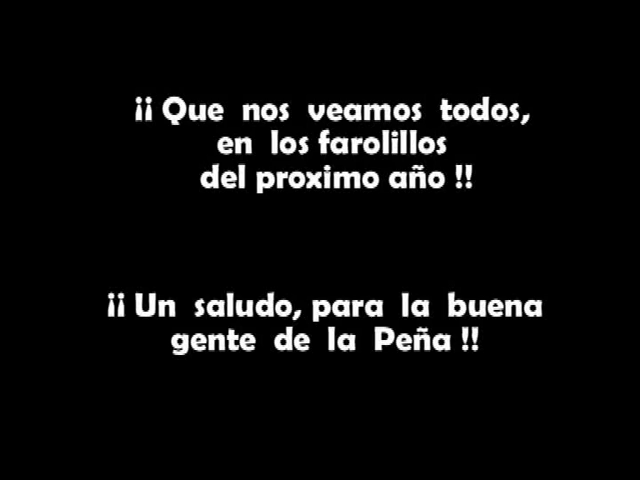 ¡¡ Que nos veamos todos,
en los farolillos
del proximo año !!
¡¡ Un saludo, para la buena
gente de la Peña !!